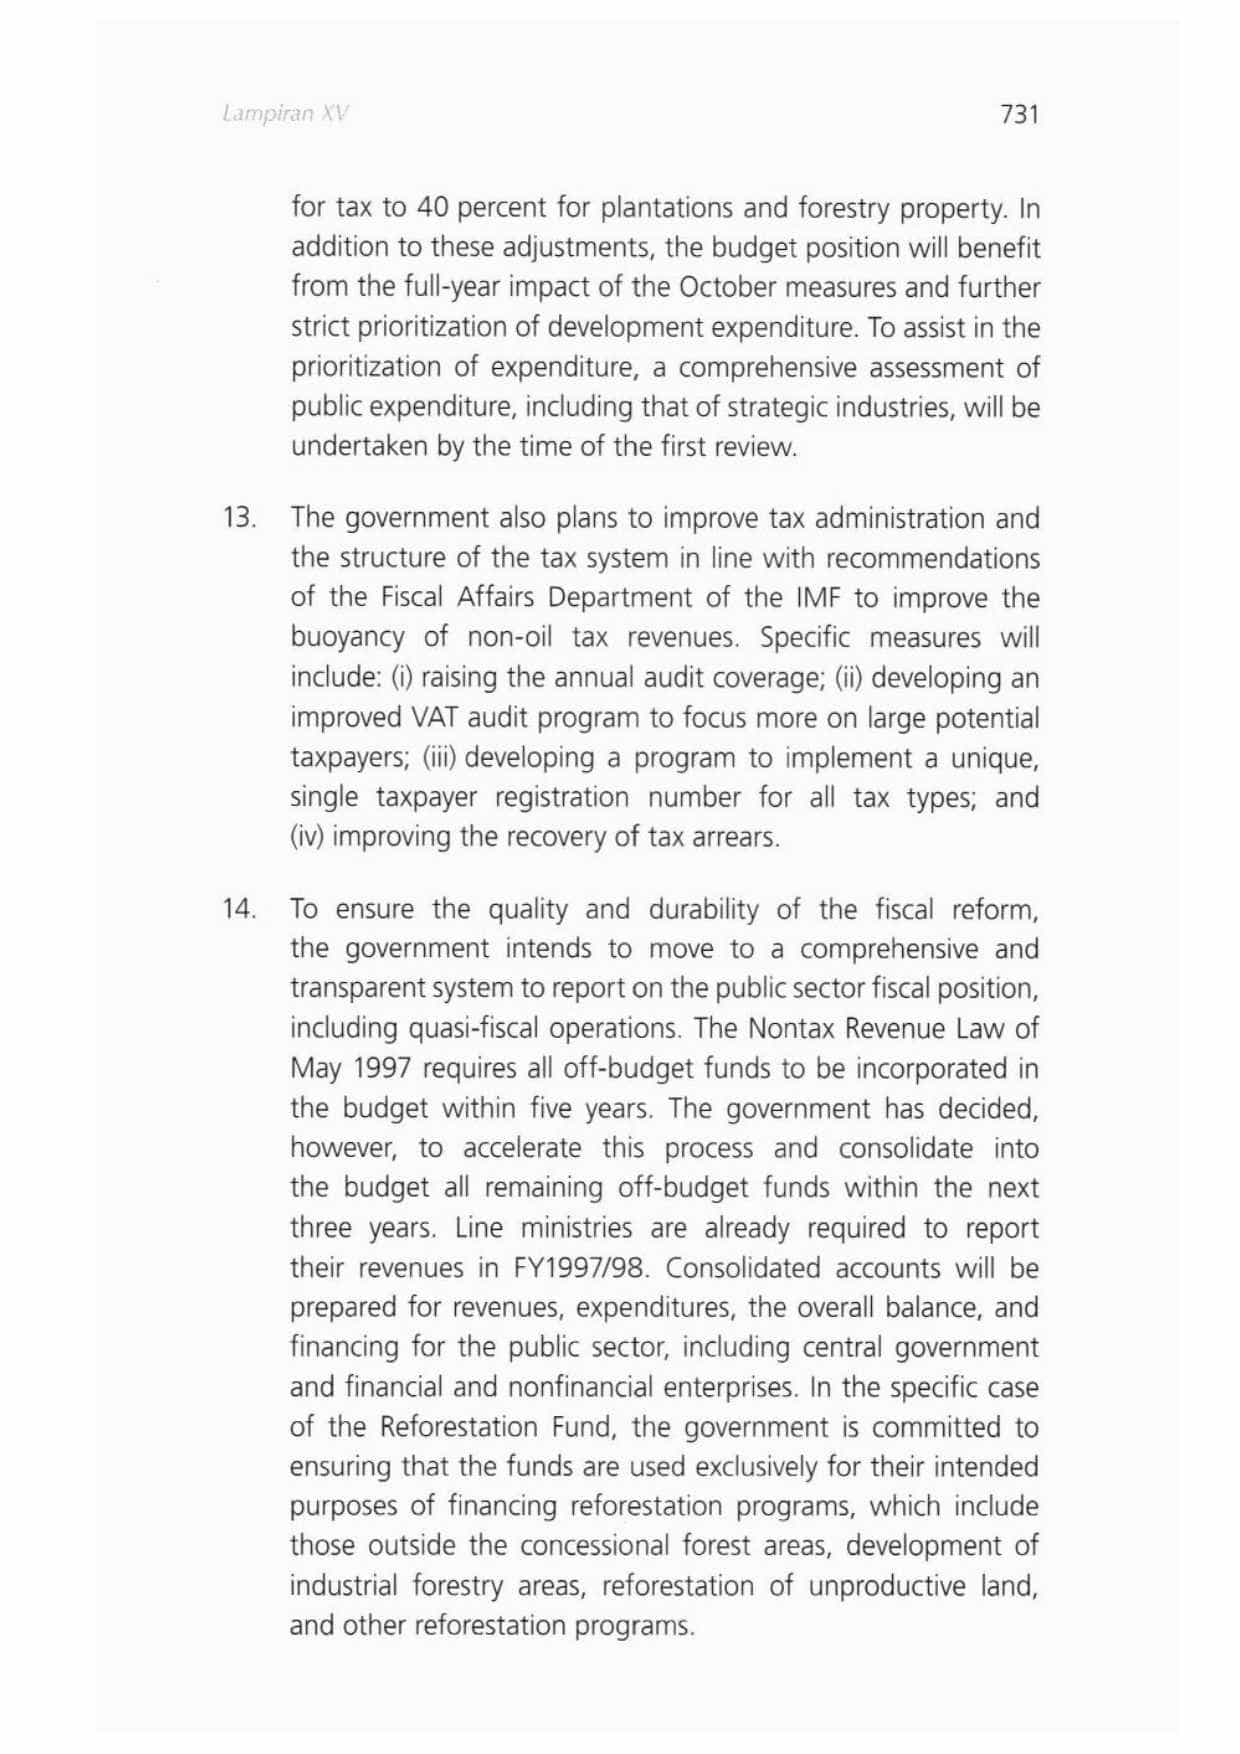 Lampiran XV
731
for tax to 40 percent for plantations and forestry property. In
addition to these adjustments, the budget position will benefit
from the full-year impact of the October measures and further
strict prioritization of development expenditure. To assist in the
prioritization of expenditure, a comprehensive assessment of
public expenditure, including that of strategic industries, will be
undertaken by the time of the first review.
13. The government also plans to improve tax administration and
the structure of the tax system in line with recommendations
of the Fiscal Affairs Department of the IMF to improve the
buoyancy of non-oil tax revenues. Specific measures will
include: (i) raising the annual audit coverage; (ii) developing an
improved VAT audit program to focus more on large potential
taxpayers; (iii) developing a program to implement a unique,
single taxpayer registration number for all tax types; and
(iv) improving the recovery of tax arrears.
14. To ensure the quality and durability of the fiscal reform,
the government intends to move to a comprehensive and
transparent system to report on the public sector fiscal position,
including quasi-fiscal operations. The Nontax Revenue Law of
May 1997 requires all off-budget funds to be incorporated in
the budget within five years. The government has decided,
however, to accelerate this process and consolidate into
the budget all remaining off-budget funds within the next
three years. Line ministries are already required to report
their revenues in FY1997/98. Consolidated accounts will be
prepared for revenues, expenditures, the overall balance, and
financing for the public sector, including central government
and financial and nonfinancial enterprises. In the specific case
of the Reforestation Fund, the government is committed to
ensuring that the funds are used exclusively for their intended
purposes of financing reforestation programs, which include
those outside the concessional forest areas, development of
industrial forestry areas, reforestation of unproductive land,
and other reforestation programs.